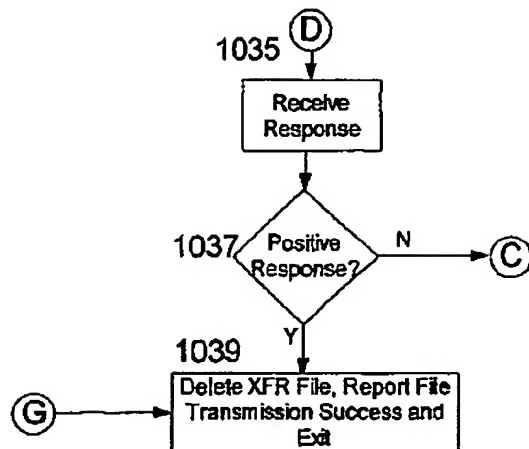 D
1035
Receive
Response
1037
Positive
Response?
N
C
Y
1039
Delete XFR File, Report File
Transmission Success and
Exit
G